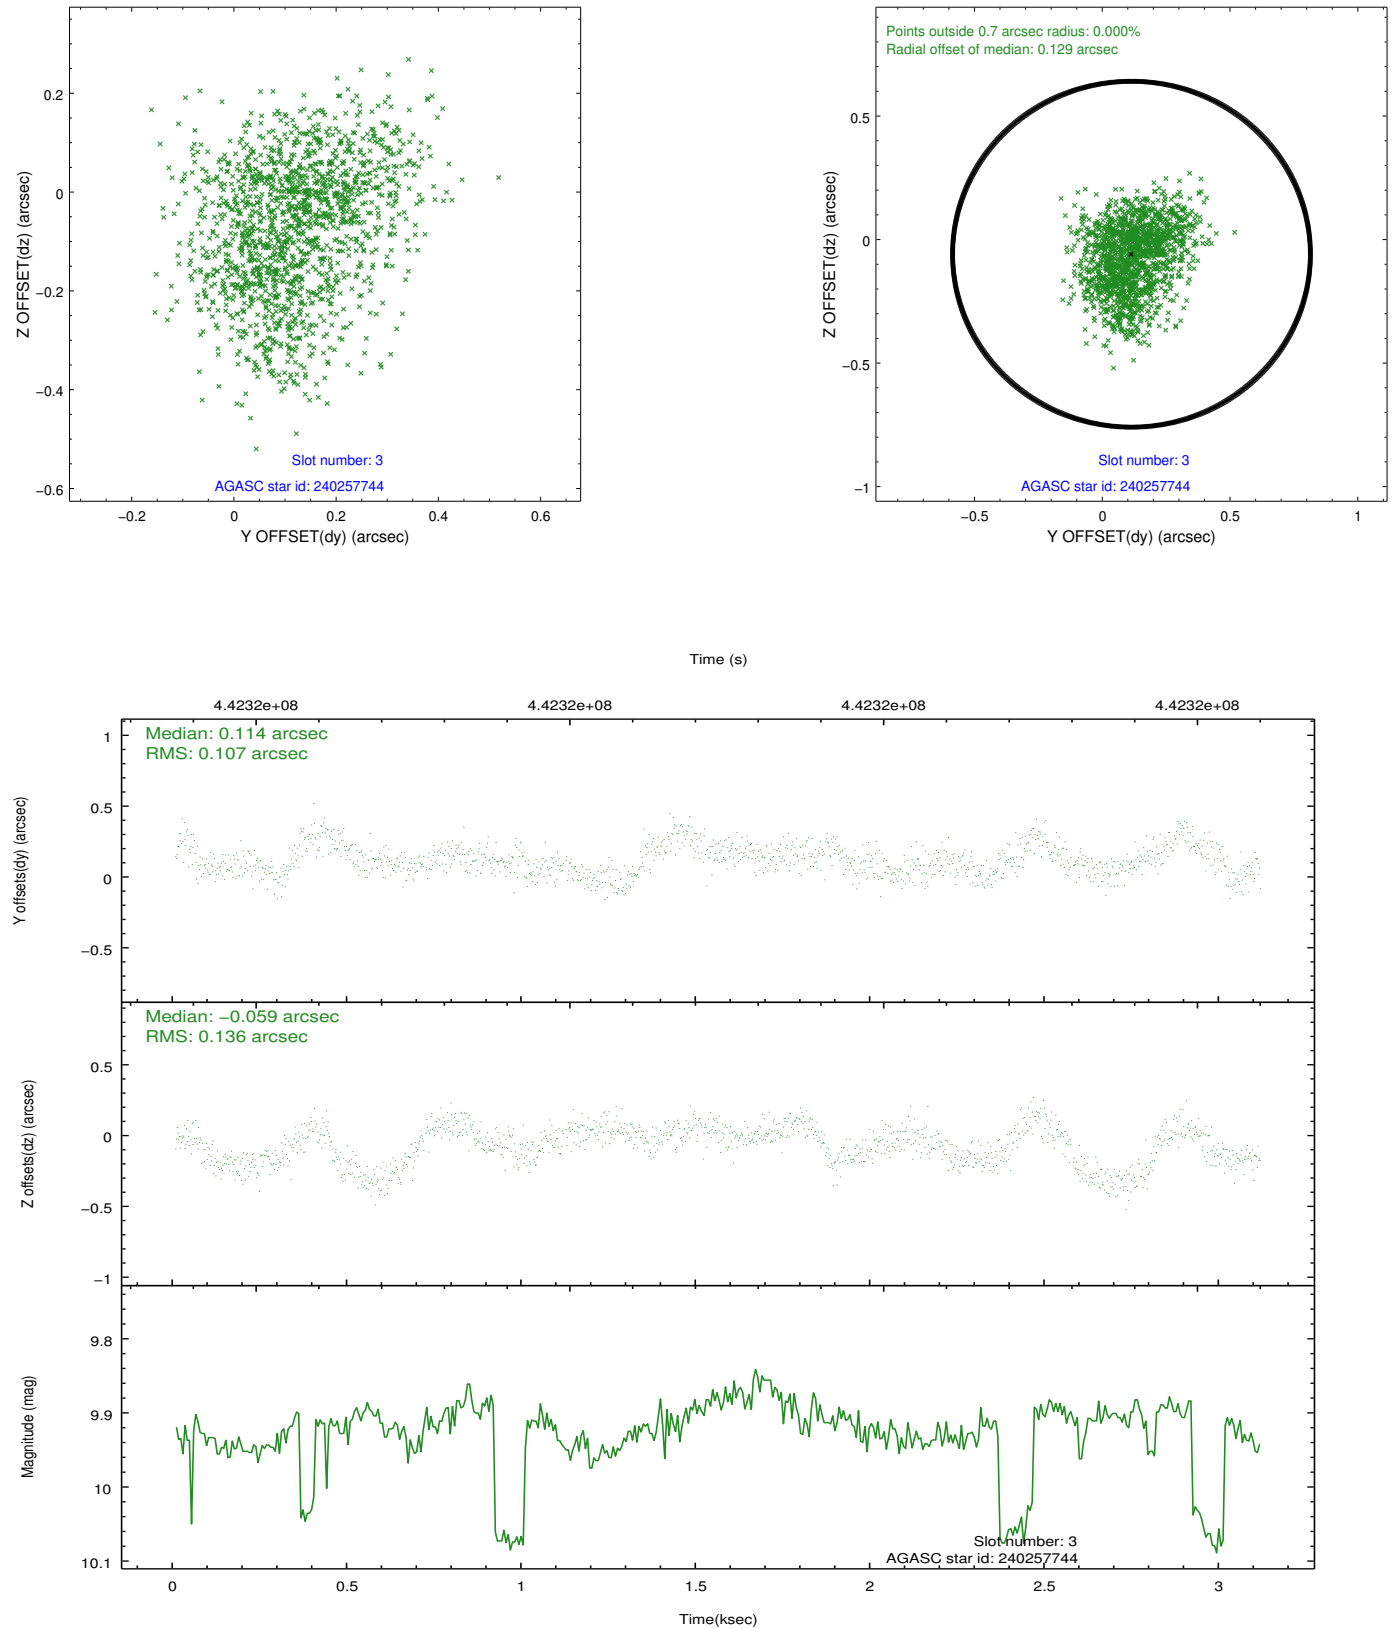 0.2
0
−0.2
−0.4
−0.6
Z OFFSET(dz) (arcsec)
Slot number: 3
AGASC star id: 240257744
−0.2
0
0.2
0.4
0.6
Y OFFSET(dy) (arcsec)
Points outside 0.7 arcsec radius: 0.000%
Radial offset of median: 0.129 arcsec
0.5
0
−0.5
−1
Z OFFSET(dz) (arcsec)
Slot number: 3
AGASC star id: 240257744
−0.5
0
0.5
1
Y OFFSET(dy) (arcsec)
Time (s)
4.4232e+08
4.4232e+08
4.4232e+08
4.4232e+08
Median: 0.114 arcsec
RMS: 0.107 arcsec
1
0.5
0
−0.5
Y offsets(dy) (arcsec)
Median: −0.059 arcsec
RMS: 0.136 arcsec
0.5
0
−0.5
−1
Z offsets(dz) (arcsec)
9.8
9.9
10
10.1
Magnitude (mag)
Slot number: 3
AGASC star id: 240257744
0
0.5
1
1.5
2
2.5
3
Time(ksec)